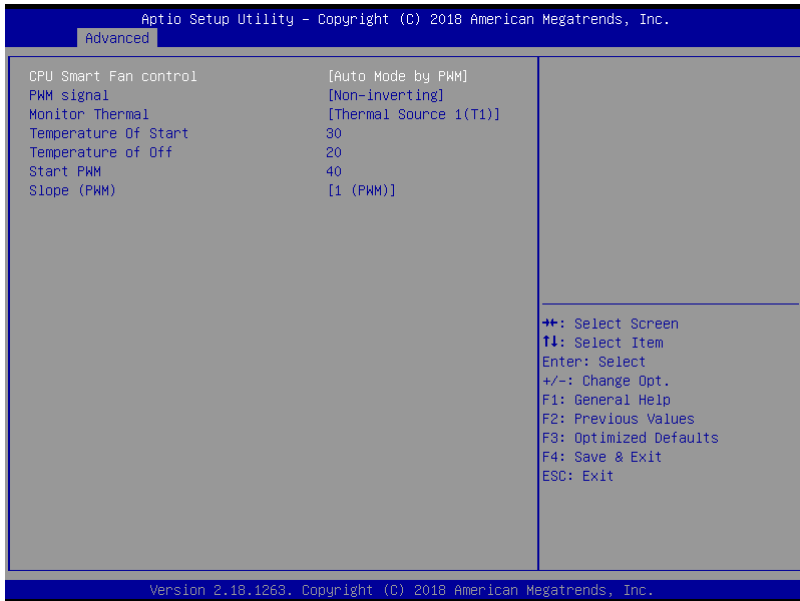 Aptio Setup Utility – Copyright (C) 2018 American Megatrends, Inc.
Advanced
CPU Smart Fan control [Auto Mode by PWM]
PWM signal [Non-inverting]
Monitor Thermal [Thermal Source 1(T1)]
Temperature Of Start 30
Temperature of Off 20
Start PWM 40
Slope (PWM) [1 (PWM)]
→←: Select Screen
↑↓: Select Item
Enter: Select
+/-: Change Opt.
F1: General Help
F2: Previous Values
F3: Optimized Defaults
F4: Save & Exit
ESC: Exit
Version 2.18.1263. Copyright (C) 2018 American Megatrends, Inc.